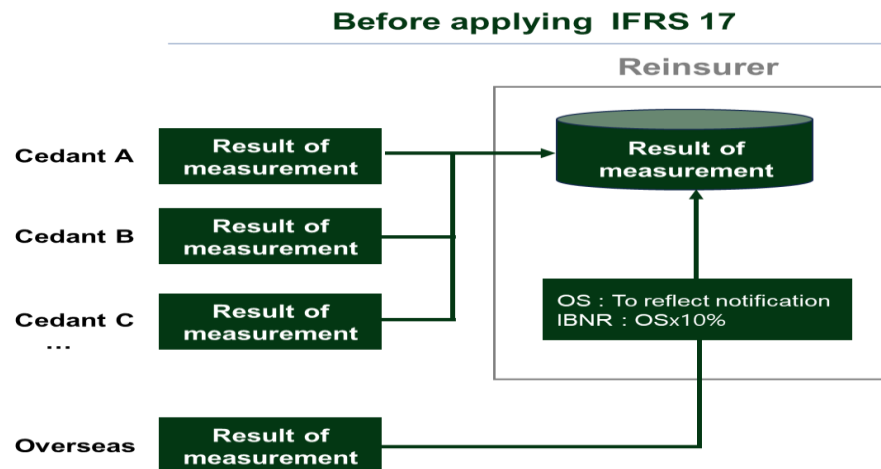 Before applying IFRS 17
Reinsurer
Cedant A
Result of
measurement
Result of
measurement
Cedant B
Result of
measurement
Cedant C
...
Result of
measurement
OS : To reflect notification
IBNR : OSx10%
Overseas
Result of
measurement